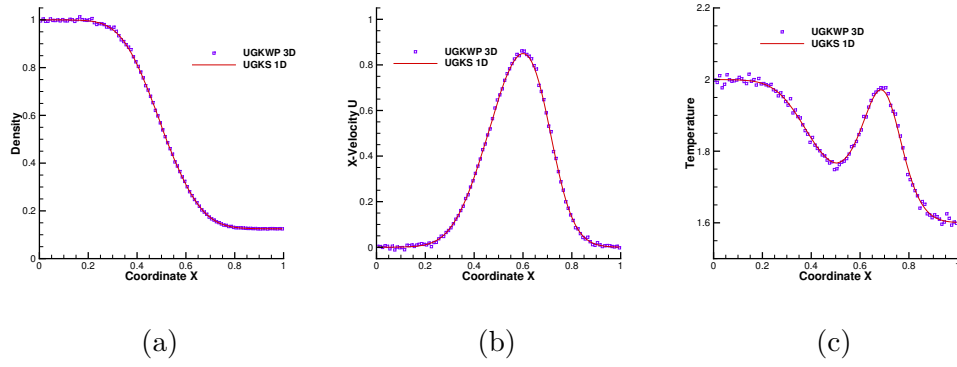 1
0.8
0.6
0.4
0.2
0
Density
0
0.2
0.4
0.6
0.8
1
Coordinate X
UGKWP 3D
UGKS 1D
(a)
1
0.8
0.6
0.4
0.2
0
X-Velocity U
0
0.2
0.4
0.6
0.8
1
Coordinate X
UGKWP 3D
UGKS 1D
(b)
2.2
2
1.8
1.6
Temperature
0
0.2
0.4
0.6
0.8
1
Coordinate X
UGKWP 3D
UGKS 1D
(c)